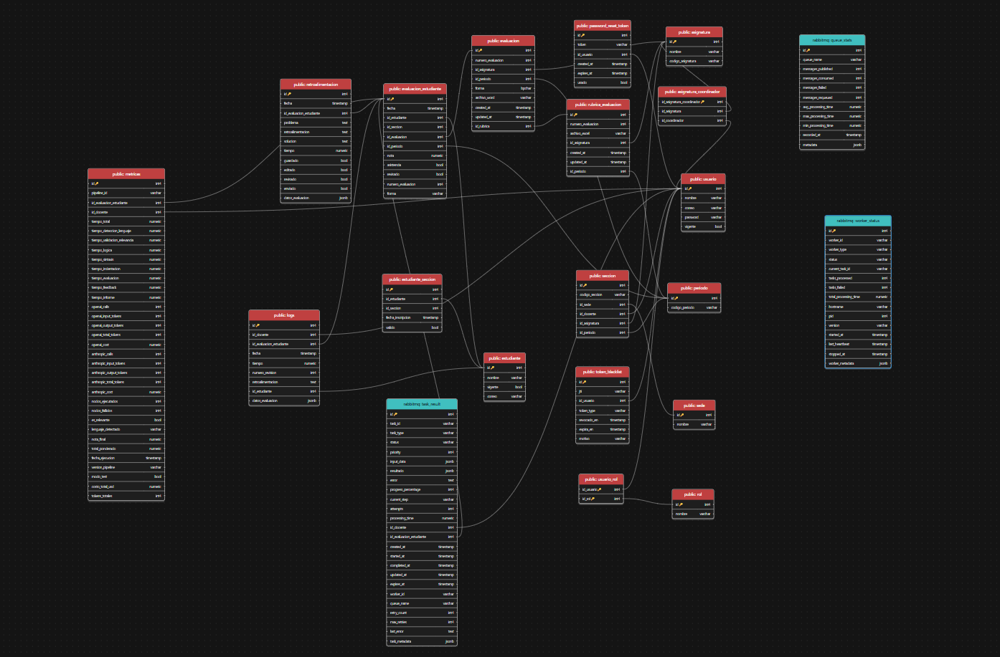 public: metricas
id int4
pipeline_id varchar
id_evaluacion_estudiante int4
id_docente int4
tiempo_total numeric
tiempo_deteccion_lenguaje numeric
tiempo_validacion_relevancia numeric
tiempo_logica numeric
tiempo_sintaxis numeric
tiempo_indentacion numeric
tiempo_evaluacion numeric
tiempo_feedback numeric
tiempo_informe numeric
openai_calls int4
openai_input_tokens int4
openai_output_tokens int4
openai_total_tokens int4
openai_cost numeric
anthropic_calls int4
anthropic_input_tokens int4
anthropic_output_tokens int4
anthropic_total_tokens int4
anthropic_cost numeric
nodos_ejecutados int4
nodos_fallidos int4
es_relevante bool
lenguaje_detectado varchar
nota_final numeric
total_ponderado numeric
fecha_ejecucion timestamp
version_pipeline varchar
modo_test bool
costo_total_usd numeric
tokens_totales int4
public: retroalimentacion
id int4
fecha timestamp
id_evaluacion_estudiante int4
problema text
retroalimentacion text
solucion text
tiempo numeric
guardado bool
editado bool
revisado bool
enviado bool
datos_evaluacion jsonb
public: logs
id int4
id_docente int4
id_evaluacion_estudiante int4
fecha timestamp
tiempo numeric
numero_revision int4
retroalimentacion text
id_estudiante int4
datos_evaluacion jsonb
public: evaluacion_estudiante
id int4
fecha timestamp
id_estudiante int4
id_seccion int4
id_evaluacion int4
id_periodo int4
nota numeric
asistencia bool
revisado bool
numero_evaluacion int4
forma varchar
public: estudiante_seccion
id int4
id_estudiante int4
id_seccion int4
fecha_inscripcion timestamp
valido bool
rabbitmq: task_result
id int4
task_id varchar
task_type varchar
status varchar
priority int4
input_data jsonb
resultado jsonb
error text
progress_percentage int4
current_step varchar
attempts int4
processing_time numeric
id_docente int4
id_evaluacion_estudiante int4
created_at timestamp
started_at timestamp
completed_at timestamp
updated_at timestamp
expires_at timestamp
worker_id varchar
queue_name varchar
retry_count int4
max_retries int4
last_error text
task_metadata jsonb
public: evaluacion
id int4
numero_evaluacion int4
id_asignatura int4
id_periodo int4
forma bpchar
archivo_word varchar
created_at timestamp
updated_at timestamp
id_rubrica int4
public: estudiante
id int4
nombre varchar
vigente bool
correo varchar
public: password_reset_token
id int4
token varchar
id_usuario int4
created_at timestamp
expires_at timestamp
usado bool
public: rubrica_evaluacion
id int4
numero_evaluacion int4
archivo_excel varchar
id_asignatura int4
created_at timestamp
updated_at timestamp
id_periodo int4
public: seccion
id int4
codigo_seccion varchar
id_sede int4
id_docente int4
id_asignatura int4
id_periodo int4
public: token_blacklist
id int4
jti varchar
id_usuario int4
token_type varchar
revocado_en timestamp
expira_en timestamp
motivo varchar
public: usuario_rol
id_usuario int4
id_rol int4
public: asignatura
id int4
nombre varchar
codigo_asignatura varchar
public: asignatura_coordinador
id_asignatura_coordinador int4
id_asignatura int4
id_coordinador int4
public: usuario
id int4
nombre varchar
correo varchar
password varchar
vigente bool
public: periodo
id int4
codigo_periodo varchar
public: sede
id int4
nombre varchar
public: rol
id int4
nombre varchar
rabbitmq: queue_stats
id int4
queue_name varchar
messages_published int4
messages_consumed int4
messages_failed int4
messages_requeued int4
avg_processing_time numeric
max_processing_time numeric
min_processing_time numeric
recorded_at timestamp
metadata jsonb
rabbitmq: worker_status
id int4
worker_id varchar
worker_type varchar
status varchar
current_task_id varchar
tasks_processed int4
tasks_failed int4
total_processing_time numeric
hostname varchar
pid int4
version varchar
started_at timestamp
last_heartbeat timestamp
stopped_at timestamp
worker_metadata jsonb